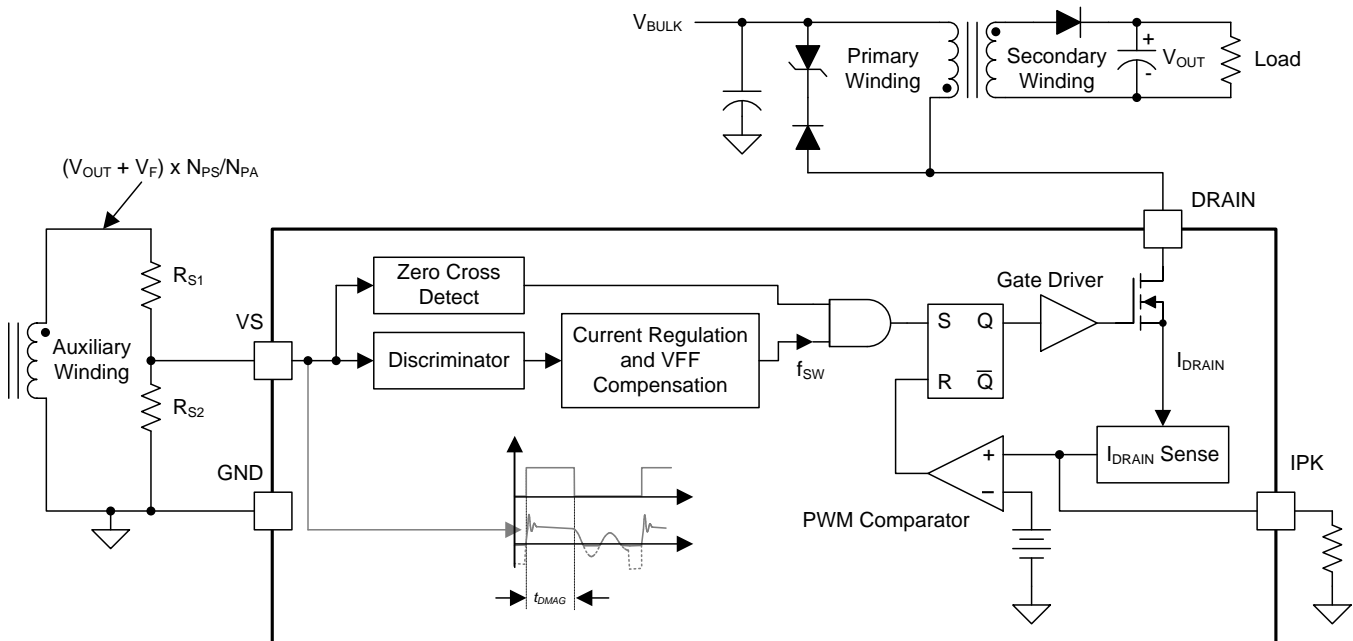 V_BULK
Primary
Winding
Secondary
Winding
+
V_OUT
-
Load
(V_OUT + V_F) x N_PS/N_PA
DRAIN
R_S1
Zero Cross
Detect
Gate Driver
VS
Auxiliary
Winding
Discriminator
Current Regulation
and VFF
Compensation
f_SW
S Q
R Q̅
I_DRAIN
R_S2
GND
I_DRAIN Sense
IPK
+
–
PWM Comparator
t_DMAG